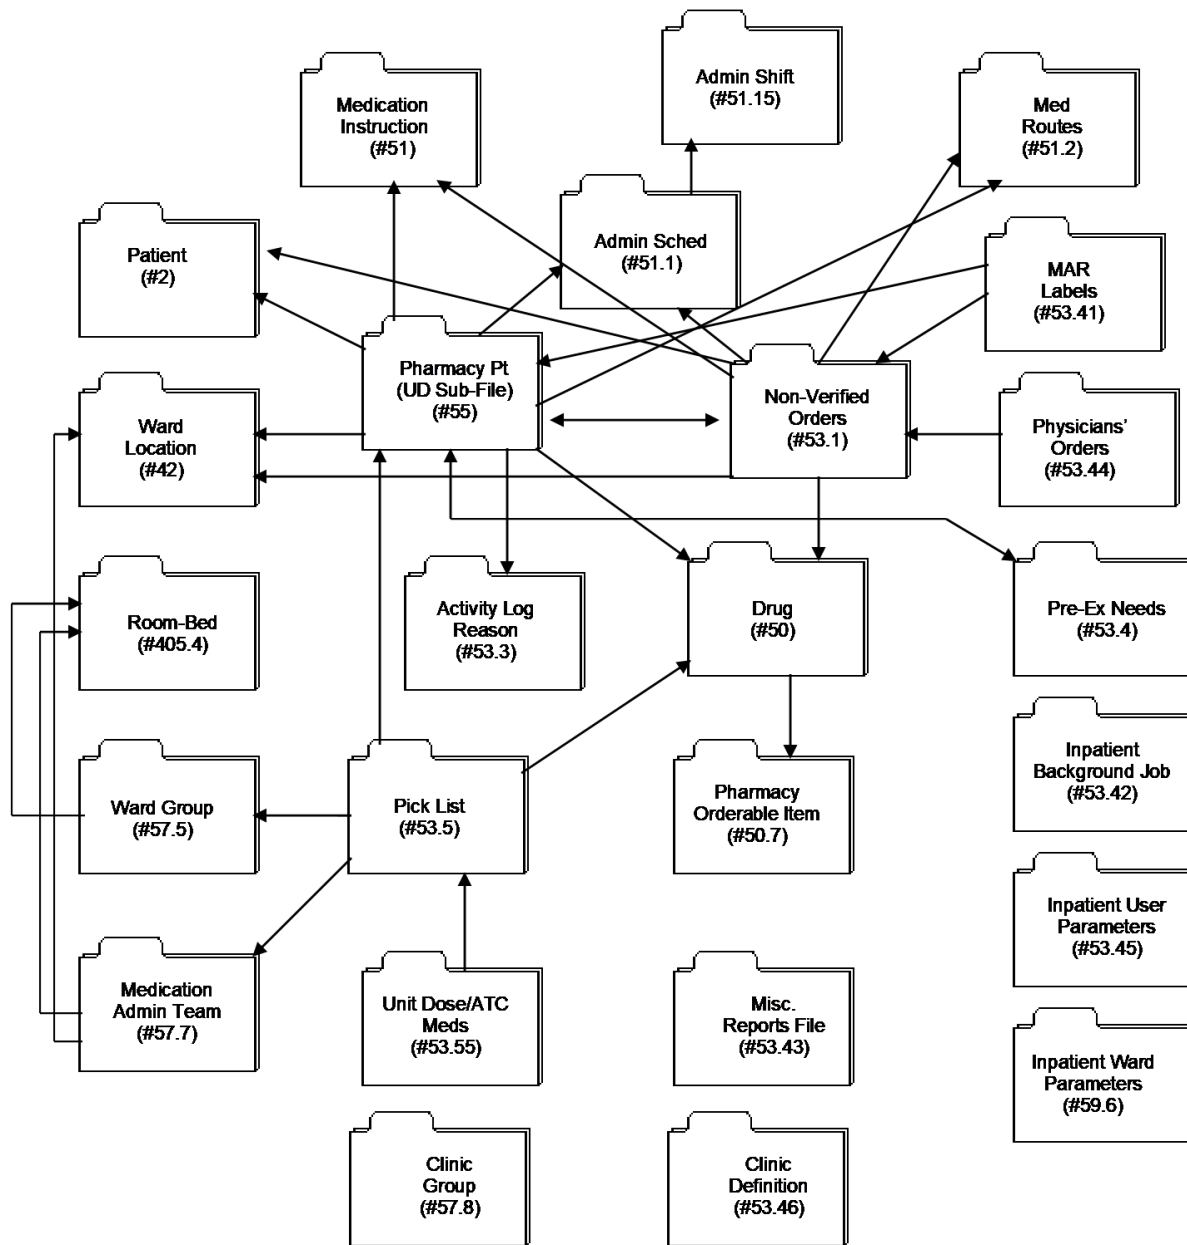 Admin Shift
(#51.15)
Medication
Instruction
(#51)
Med
Routes
(#51.2)
Patient
(#2)
Admin Sched
(#51.1)
MAR
Labels
(#53.41)
Pharmacy Pt
(UD Sub-File)
(#55)
Non-Verified
Orders
(#53.1)
Ward
Location
(#42)
Physicians'
Orders
(#53.44)
Room-Bed
(#405.4)
Activity Log
Reason
(#53.3)
Drug
(#50)
Pre-Ex Needs
(#53.4)
Ward Group
(#57.5)
Pick List
(#53.5)
Pharmacy
Orderable Item
(#50.7)
Inpatient
Background Job
(#53.42)
Inpatient User
Parameters
(#53.45)
Medication
Admin Team
(#57.7)
Unit Dose/ATC
Meds
(#53.55)
Misc.
Reports File
(#53.43)
Inpatient Ward
Parameters
(#59.6)
Clinic
Group
(#57.8)
Clinic
Definition
(#53.46)